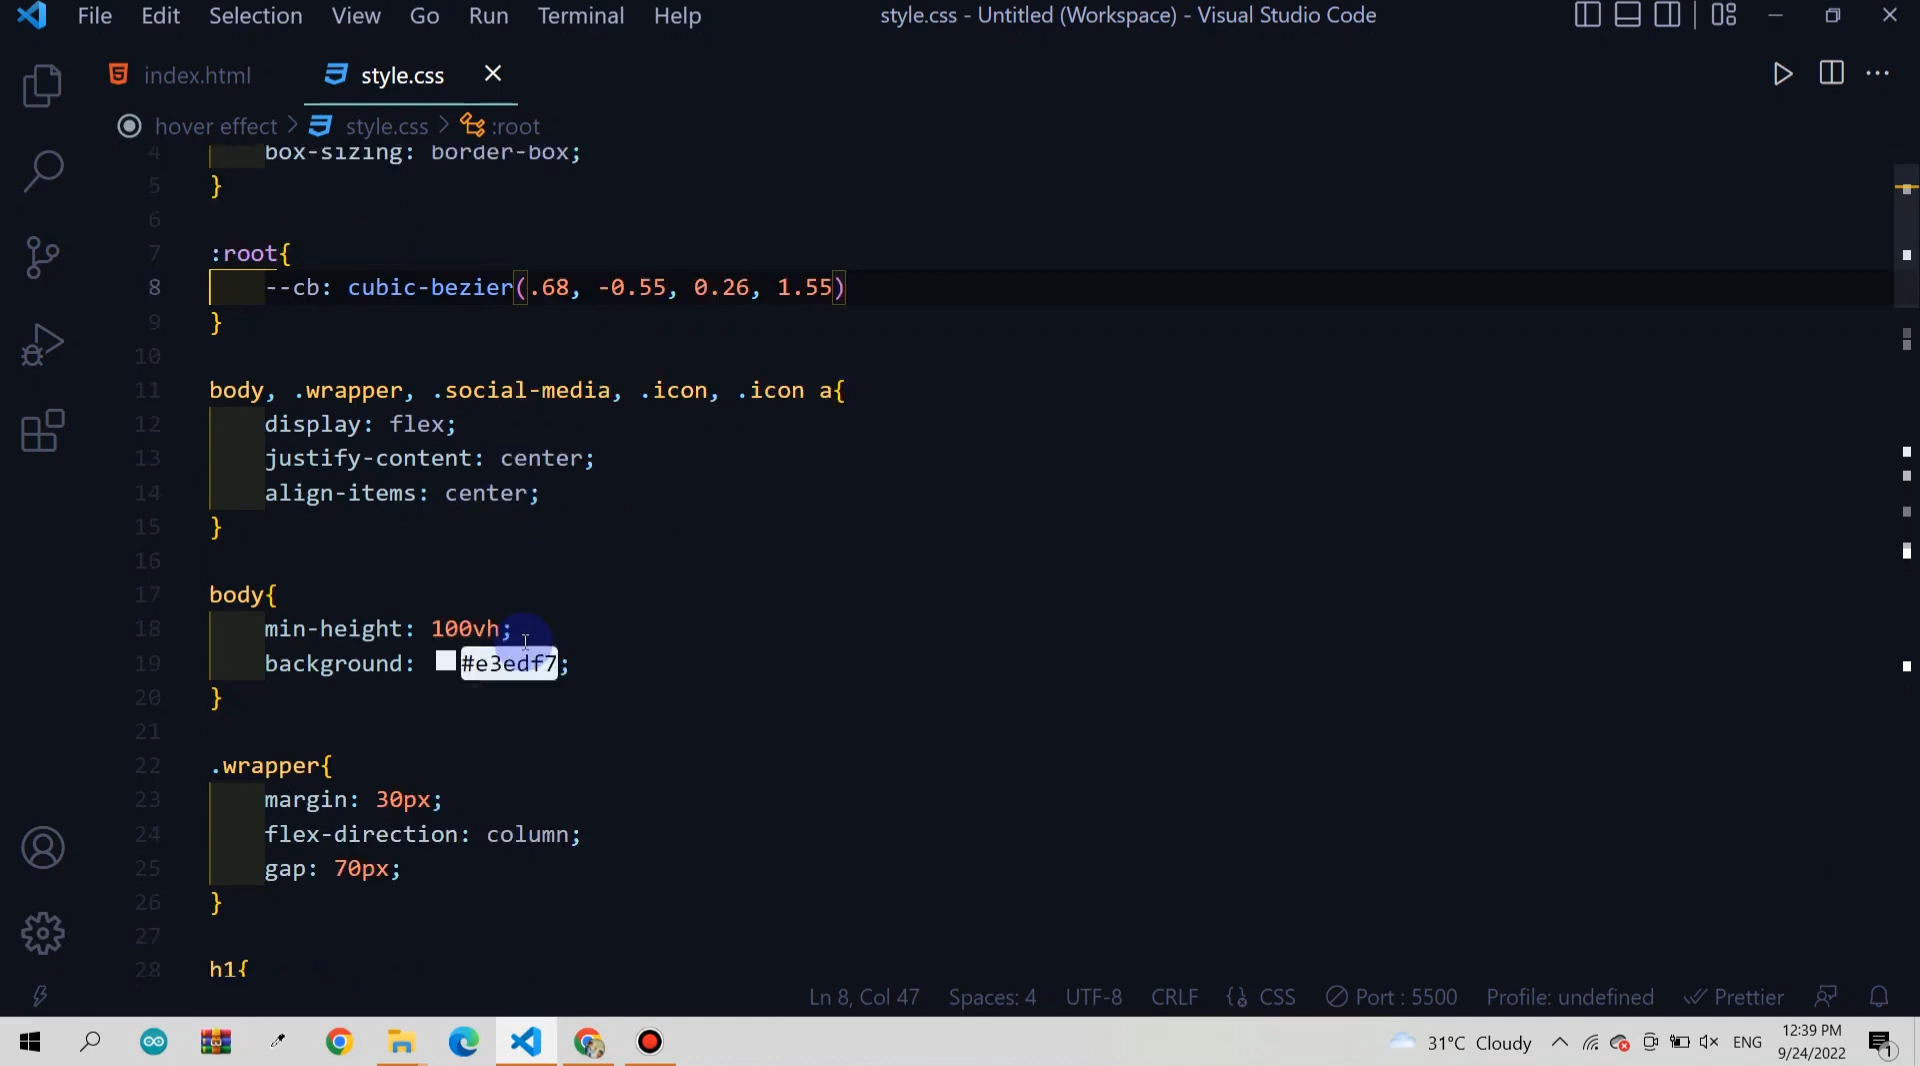 File Edit Selection View Go Run Terminal Help style.css - Untitled (Workspace) - Visual Studio Code
index.html style.css
hover effect > style.css > :root
4 box-sizing: border-box;
5 }
6
7 :root{
8 --cb: cubic-bezier(.68, -0.55, 0.26, 1.55)
9 }
10
11 body, .wrapper, .social-media, .icon, .icon a{
12 display: flex;
13 justify-content: center;
14 align-items: center;
15 }
16
17 body{
18 min-height: 100vh;
19 background: #e3edf7;
20 }
21
22 .wrapper{
23 margin: 30px;
24 flex-direction: column;
25 gap: 70px;
26 }
27
28 h1{
Ln 8, Col 47 Spaces: 4 UTF-8 CRLF {} CSS Port : 5500 Profile: undefined Prettier
31°C Cloudy ENG 12:39 PM
9/24/2022 1